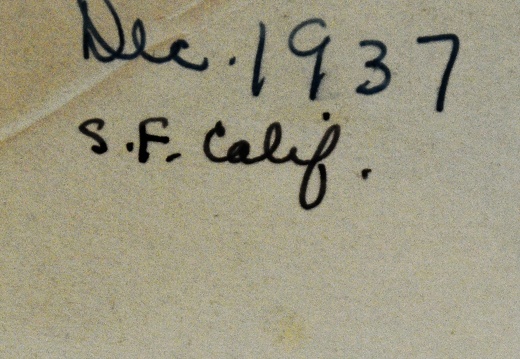 Dec. 1937
S.F. Calif.